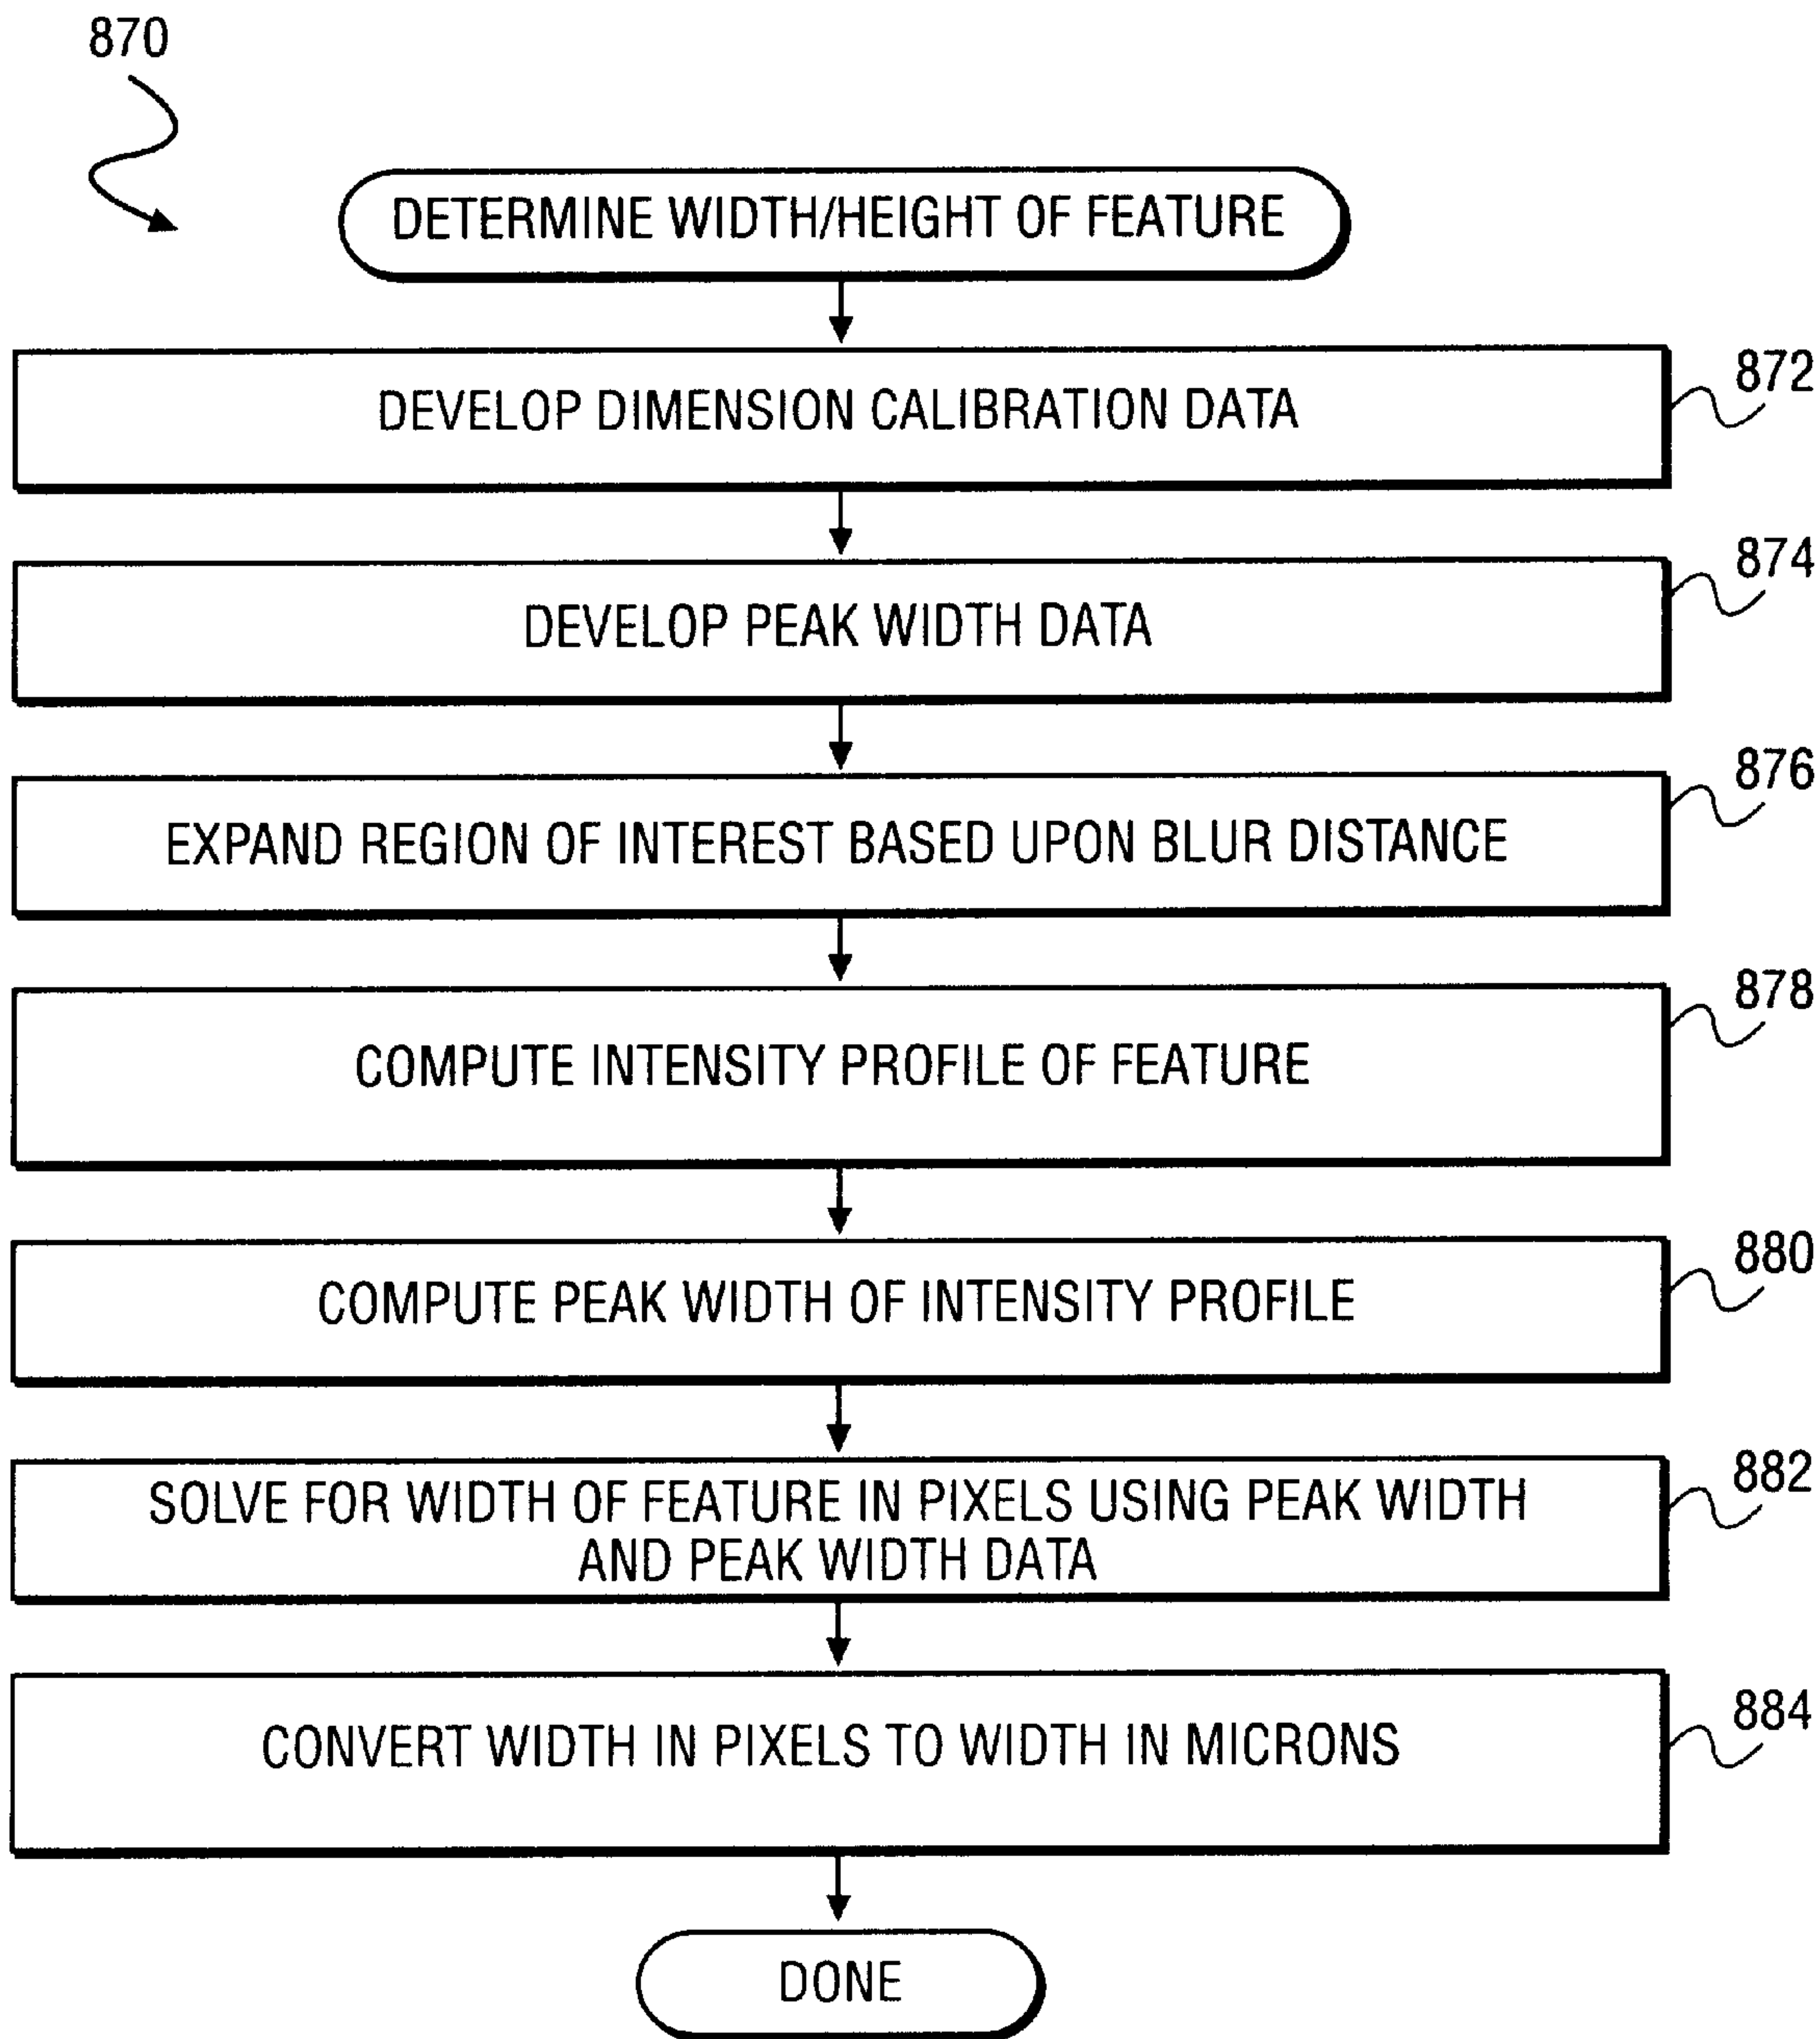 870
DETERMINE WIDTH/HEIGHT OF FEATURE
872
DEVELOP DIMENSION CALIBRATION DATA
874
DEVELOP PEAK WIDTH DATA
876
EXPAND REGION OF INTEREST BASED UPON BLUR DISTANCE
878
COMPUTE INTENSITY PROFILE OF FEATURE
880
COMPUTE PEAK WIDTH OF INTENSITY PROFILE
882
SOLVE FOR WIDTH OF FEATURE IN PIXELS USING PEAK WIDTH
AND PEAK WIDTH DATA
884
CONVERT WIDTH IN PIXELS TO WIDTH IN MICRONS
DONE